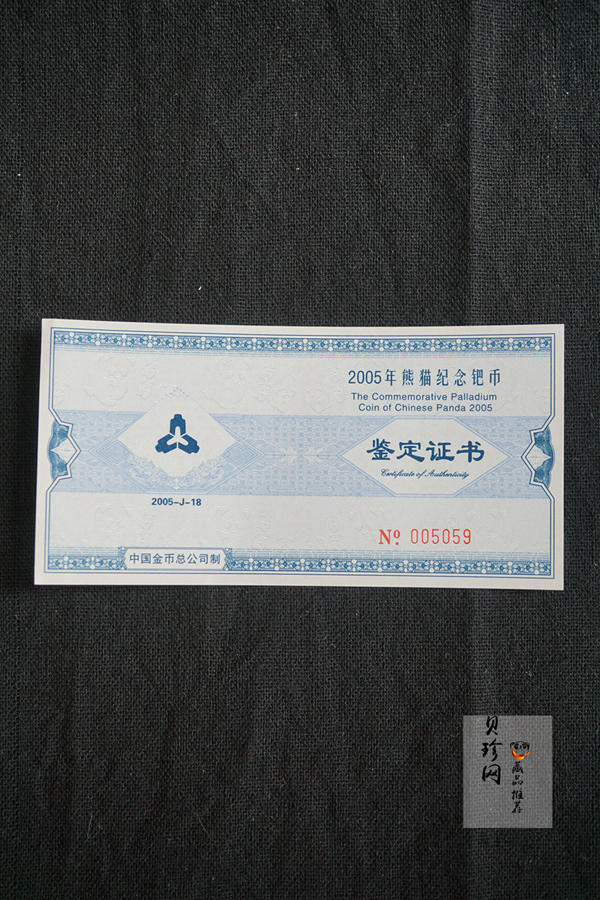 2005年熊猫纪念钯币
The Commemorative Palladium
Coin of Chinese Panda 2005
鉴定证书
Certificate of Authenticity
2005-J-18
Nº 005059
中国金币总公司制
贝珍网
藏品推荐